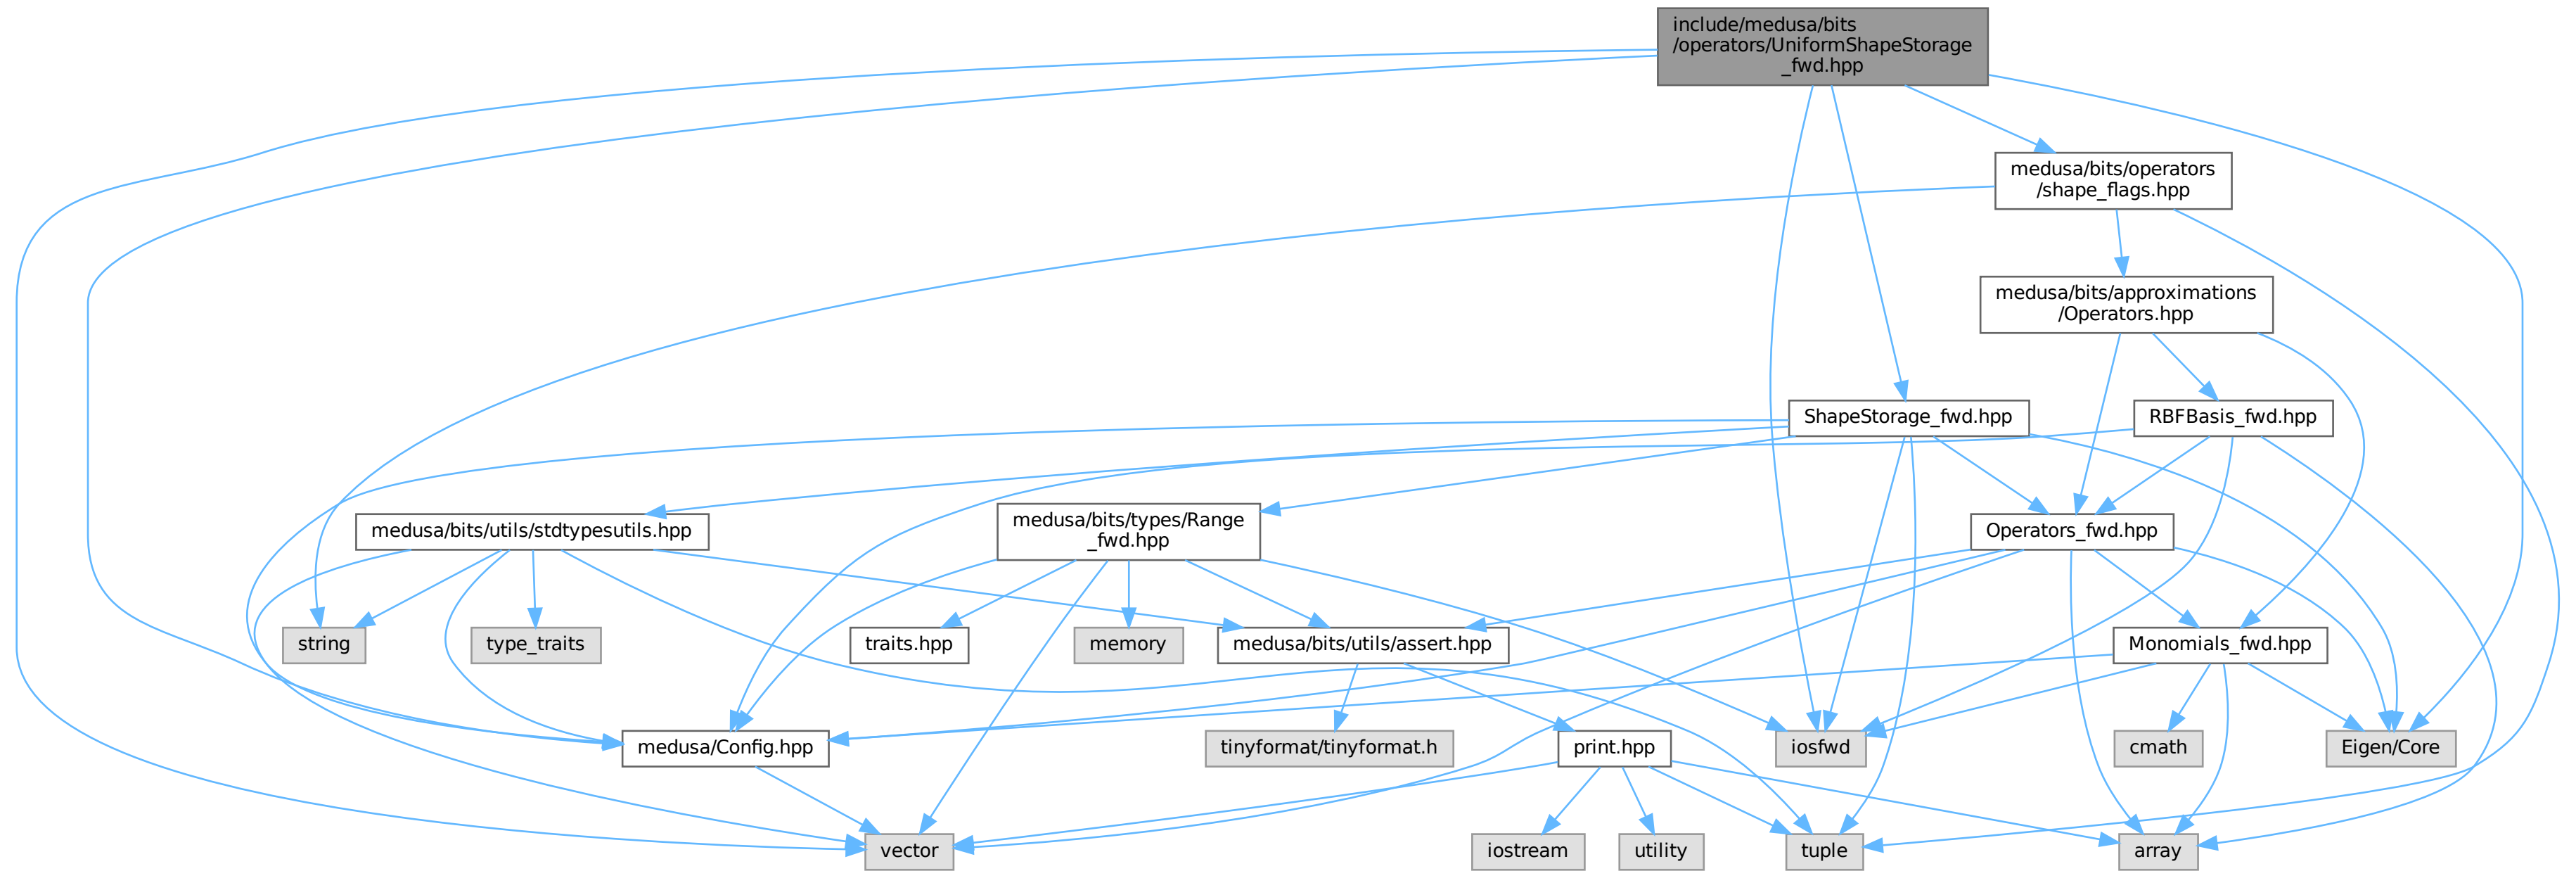 include/medusa/bits
/operators/UniformShapeStorage
_fwd.hpp
medusa/bits/operators
/shape_flags.hpp
medusa/bits/approximations
/Operators.hpp
ShapeStorage_fwd.hpp
RBFBasis_fwd.hpp
medusa/bits/utils/stdtypesutils.hpp
medusa/bits/types/Range
_fwd.hpp
Operators_fwd.hpp
string
type_traits
traits.hpp
memory
medusa/bits/utils/assert.hpp
Monomials_fwd.hpp
medusa/Config.hpp
tinyformat/tinyformat.h
print.hpp
iosfwd
cmath
Eigen/Core
vector
iostream
utility
tuple
array